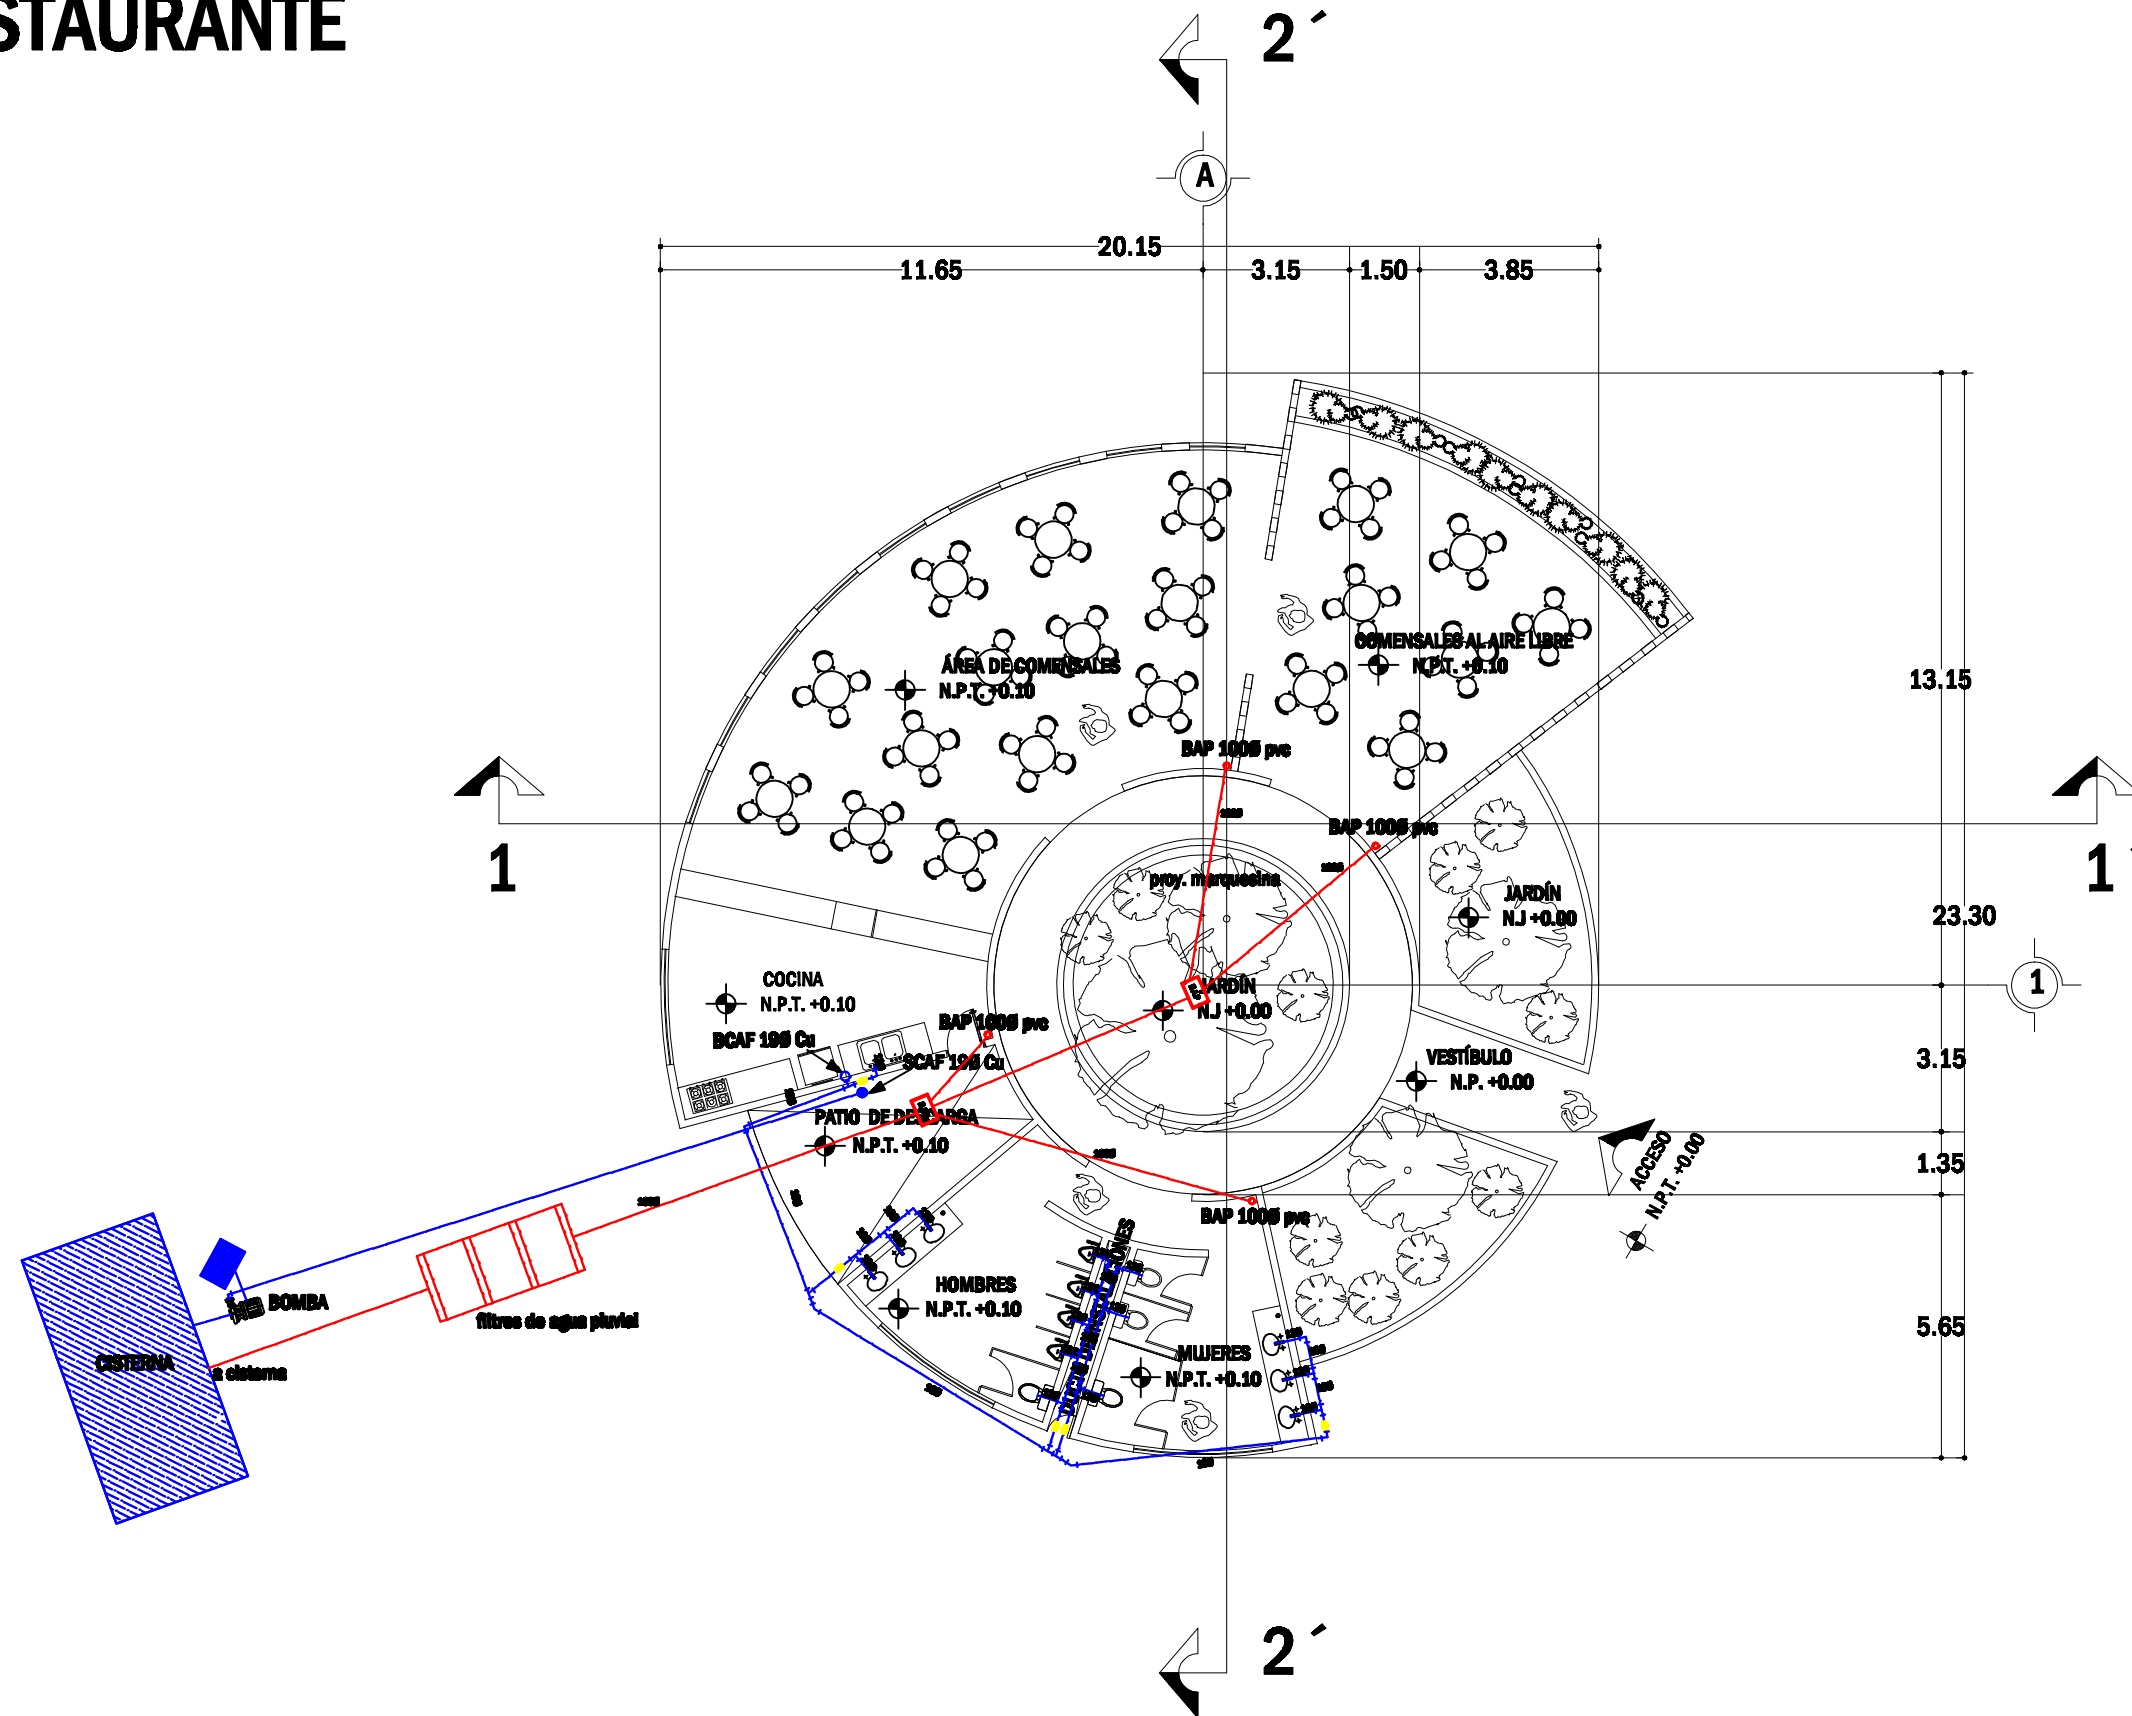 STAURANTE
2´
A
20.15
11.65
3.15
1.50
3.85
13.15
COMENSALES AL AIRE LIBRE
N.P.T. +0.10
ÁREA DE COMENSALES
N.P.T. +0.10
BAP 100Ø pvc
1
1
BAP 100Ø pvc
proy. marquesina
JARDÍN
N.J +0.00
23.30
COCINA
N.P.T. +0.10
JARDÍN
N.J +0.00
1
BAP 100Ø pvc
BCAF 19Ø Cu
SCAF 19Ø Cu
VESTÍBULO
N.P. +0.00
3.15
PATIO DE DESCARGA
N.P.T. +0.10
ACCESO
N.P.T. +0.00
1.35
BAP 100Ø pvc
HOMBRES
N.P.T. +0.10
BOMBA
filtros de agua pluvial
5.65
MUJERES
N.P.T. +0.10
CISTERNA
a cisterna
2´